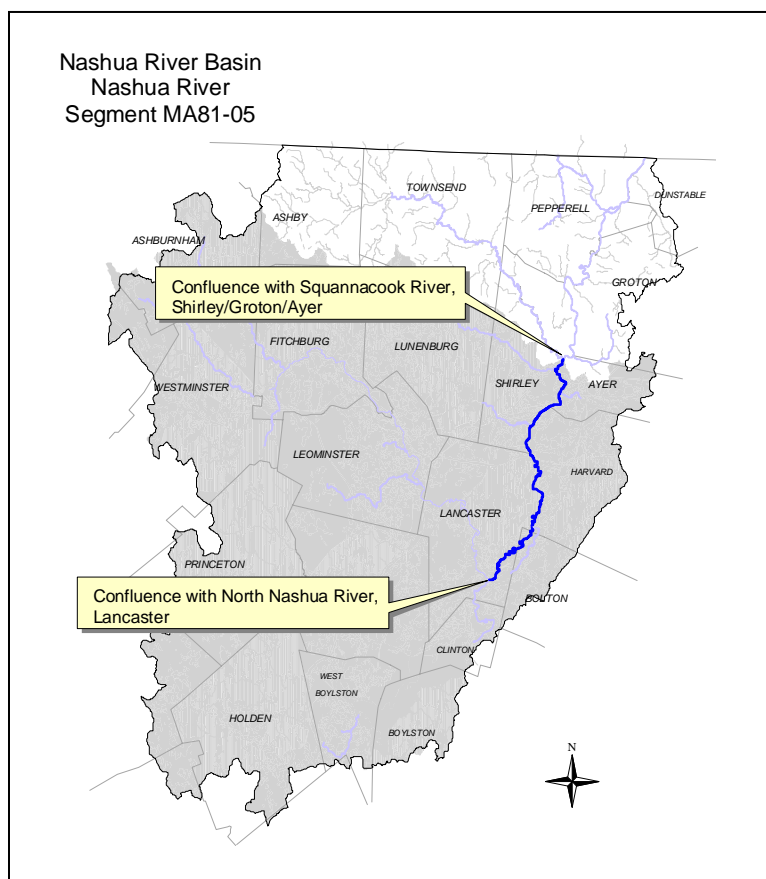 Nashua River Basin
Nashua River
Segment MA81-05
TOWNSEND
PEPPERELL
DUNSTABLE
ASHBY
ASHBURNHAM
GROTON
Confluence with Squannacook River,
Shirley/Groton/Ayer
FITCHBURG
LUNENBURG
WESTMINSTER
SHIRLEY
AYER
LEOMINSTER
HARVARD
LANCASTER
PRINCETON
Confluence with North Nashua River,
Lancaster
BOLTON
CLINTON
WEST
BOYLSTON
HOLDEN
BOYLSTON
N